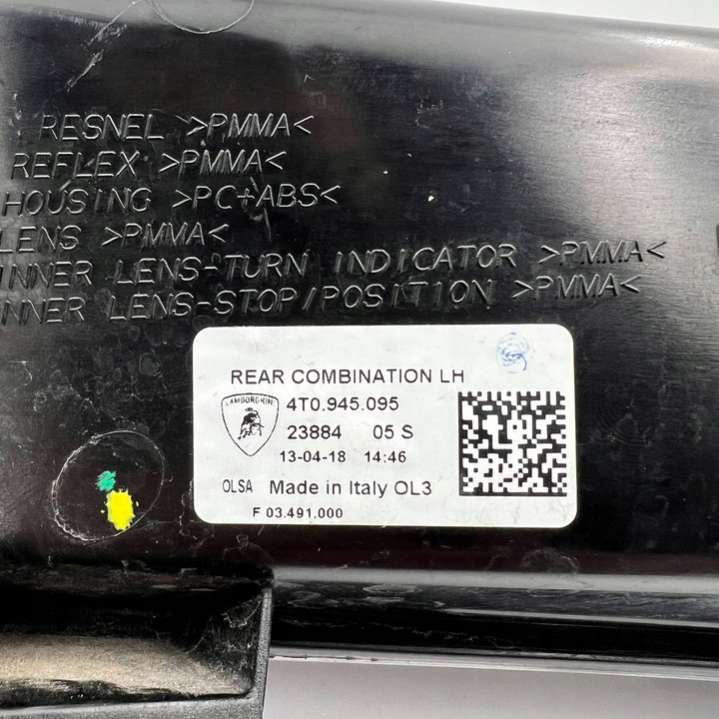 RESNEL >PMMA<
REFLEX >PMMA<
HOUSING >PC+ABS<
LENS >PMMA<
INNER LENS-TURN INDICATOR >PMMA<
INNER LENS-STOP/POSITION >PMMA<
REAR COMBINATION LH
LAMBORGHINI
4T0.945.095
23884 05 S
13-04-18 14:46
OLSA Made in Italy OL3
F 03.491.000